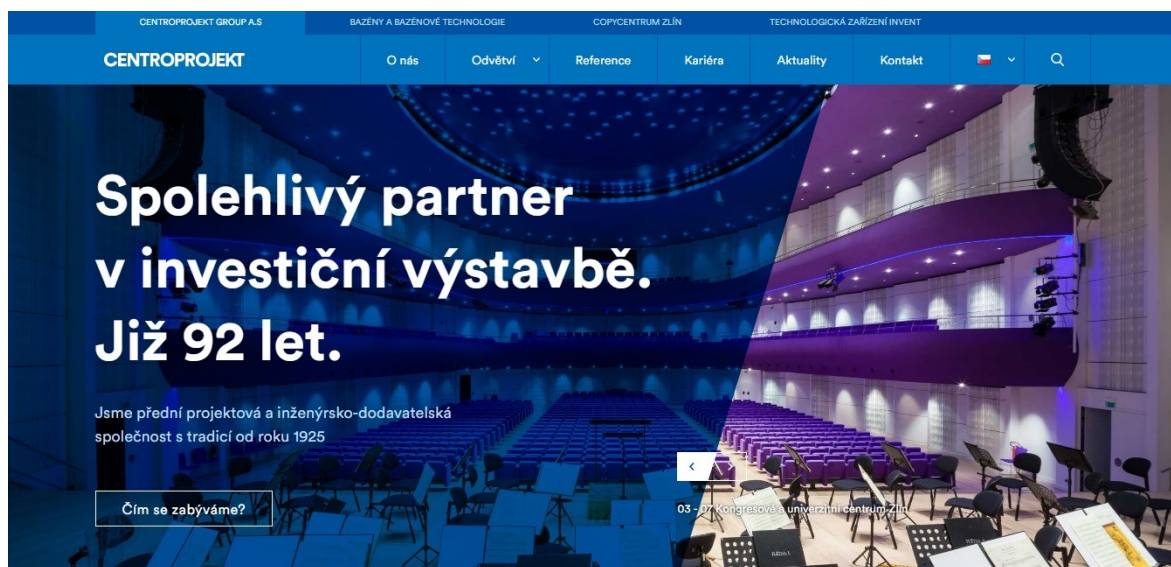 CENTROPROJEKT GROUP A.S
BAZÉNY A BAZÉNOVÉ TECHNOLOGIE
COPYCENTRUM ZLÍN
TECHNOLOGICKÁ ZAŘÍZENÍ INVENT
CENTROPROJEKT
O nás
Odvětví
Reference
Kariéra
Aktuality
Kontakt
Spolehlivý partner
v investiční výstavbě.
Již 92 let.
Jsme přední projektová a inženýrsko-dodavatelská
společnost s tradicí od roku 1925
Čím se zabýváme?
03 - 07 Kongresové a univerzitní centrum Zlín